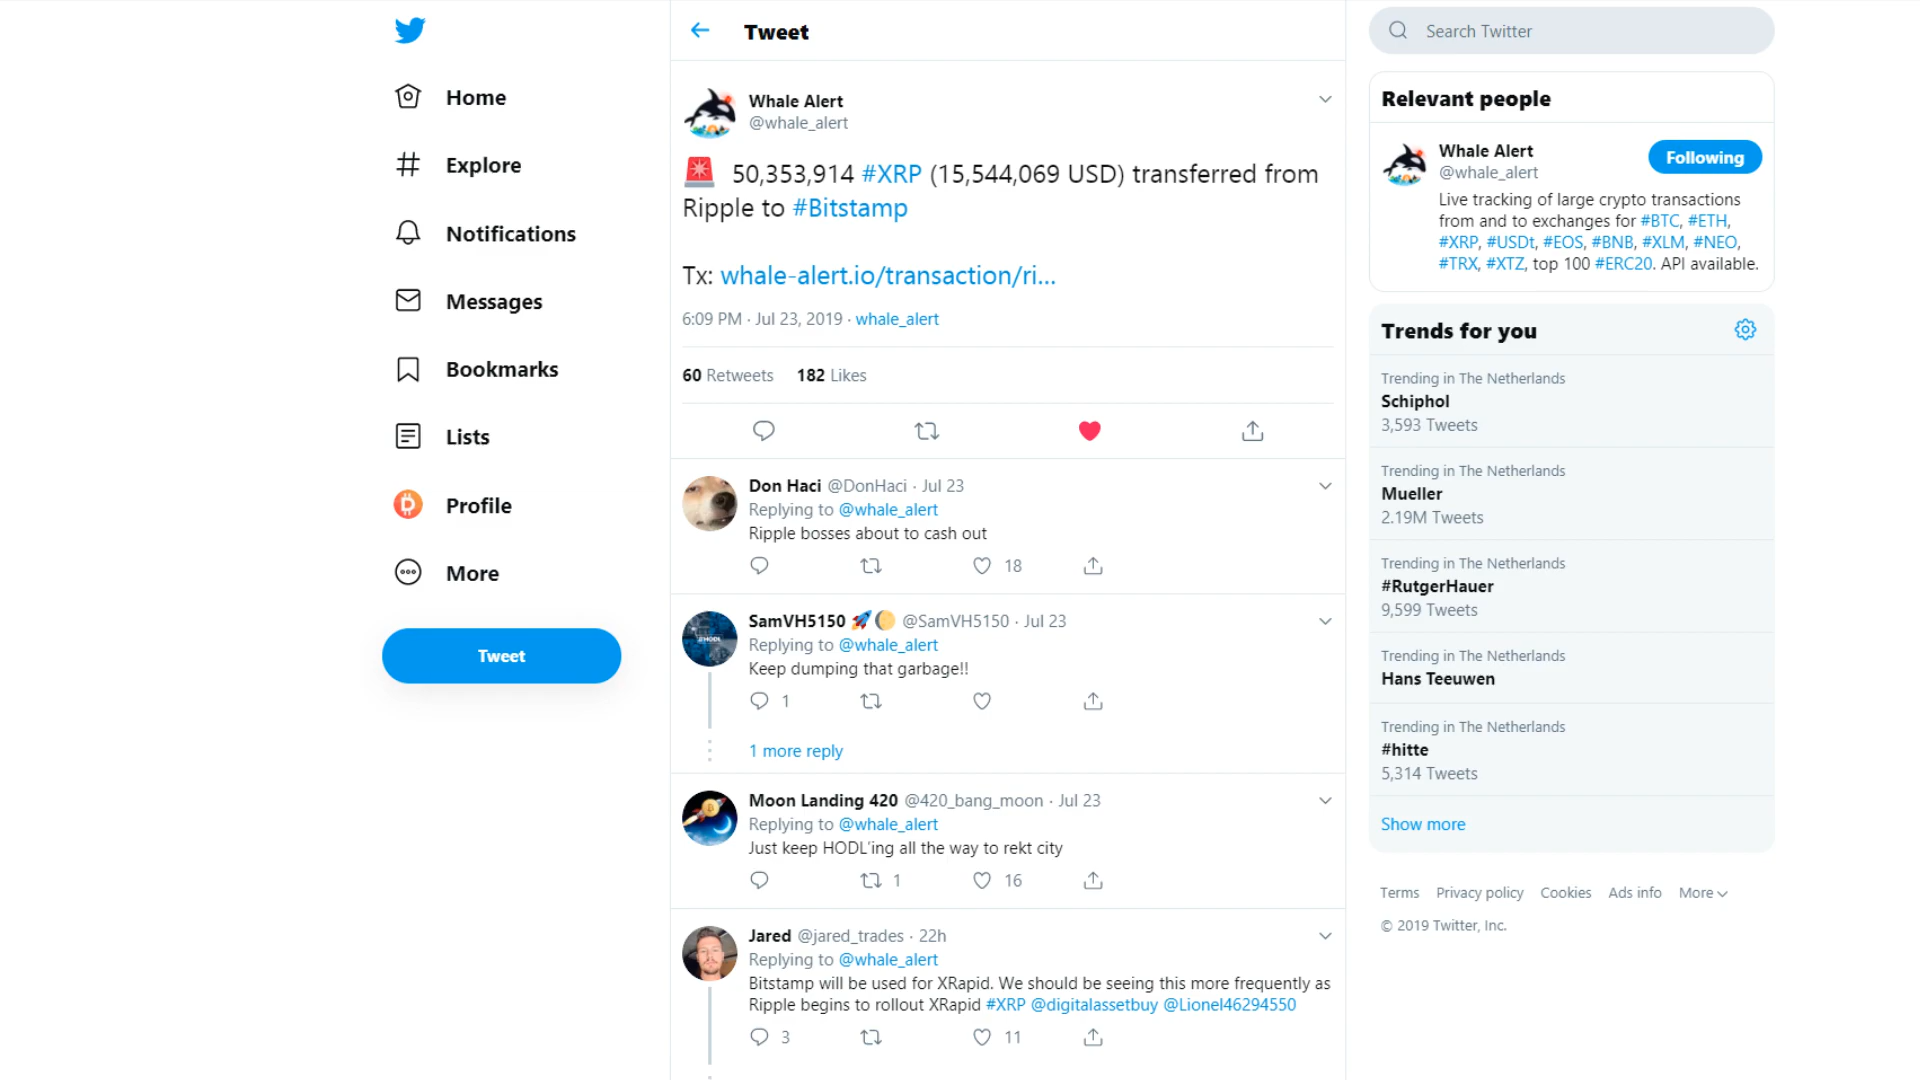 Home
Explore
Notifications
Messages
Bookmarks
Lists
Profile
More
Tweet
Tweet
Whale Alert
@whale_alert
50,353,914 #XRP (15,544,069 USD) transferred from
Ripple to #Bitstamp
Tx: whale-alert.io/transaction/ri...
6:09 PM · Jul 23, 2019 · whale_alert
60 Retweets 182 Likes
Don Haci @DonHaci · Jul 23
Replying to @whale_alert
Ripple bosses about to cash out
18
SamVH5150 @SamVH5150 · Jul 23
Replying to @whale_alert
Keep dumping that garbage!!
1
1 more reply
Moon Landing 420 @420_bang_moon · Jul 23
Replying to @whale_alert
Just keep HODL'ing all the way to rekt city
1 16
Jared @jared_trades · 22h
Replying to @whale_alert
Bitstamp will be used for XRapid. We should be seeing this more frequently as
Ripple begins to rollout XRapid #XRP @digitalassetbuy @Lionel46294550
3 11
Search Twitter
Relevant people
Whale Alert
@whale_alert
Following
Live tracking of large crypto transactions
from and to exchanges for #BTC, #ETH,
#XRP, #USDt, #EOS, #BNB, #XLM, #NEO,
#TRX, #XTZ, top 100 #ERC20. API available.
Trends for you
Trending in The Netherlands
Schiphol
3,593 Tweets
Trending in The Netherlands
Mueller
2.19M Tweets
Trending in The Netherlands
#RutgerHauer
9,599 Tweets
Trending in The Netherlands
Hans Teeuwen
Trending in The Netherlands
#hitte
5,314 Tweets
Show more
Terms Privacy policy Cookies Ads info More
© 2019 Twitter, Inc.